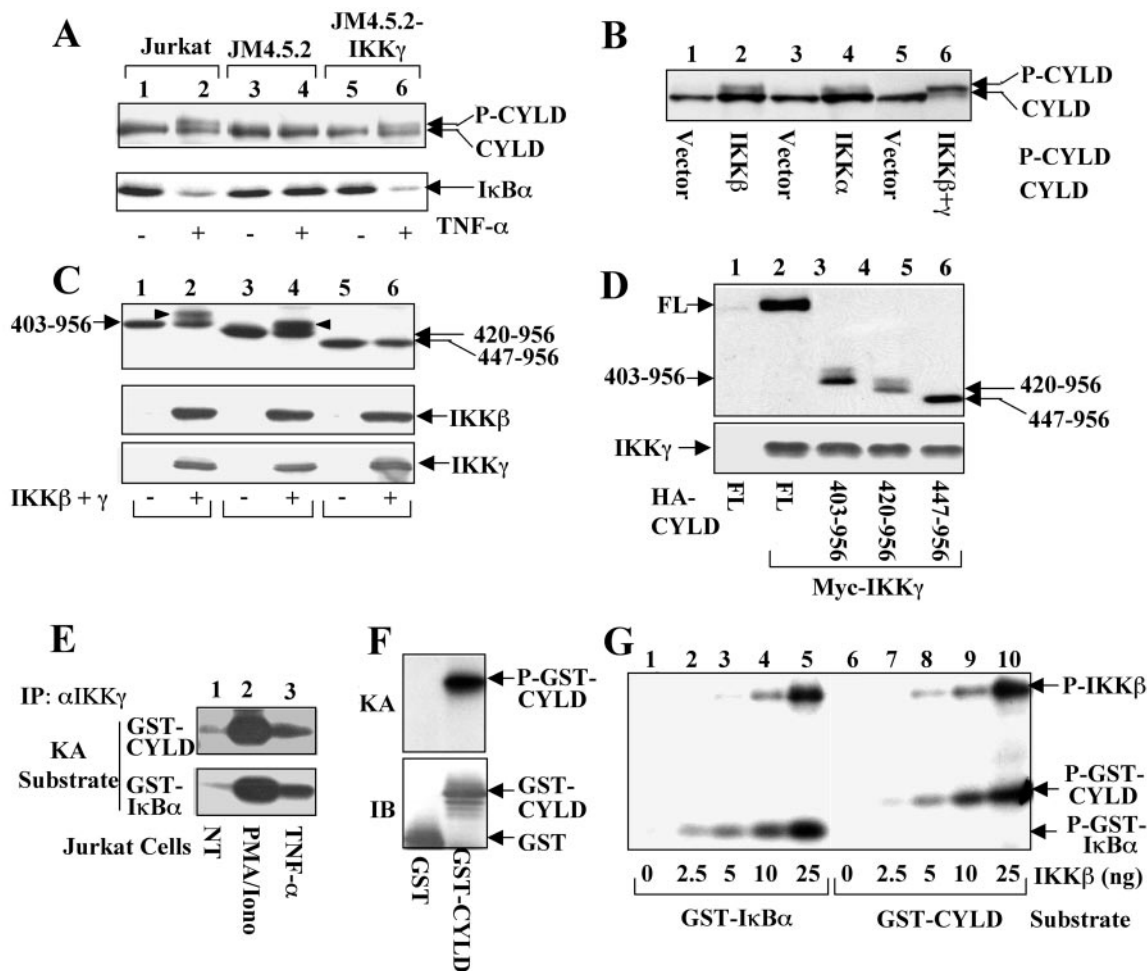 A
Jurkat JM4.5.2 JM4.5.2-
IKKγ
1 2 3 4 5 6
P-CYLD
CYLD
IκBα
TNF-α
- + - + - +
B
1 2 3 4 5 6
P-CYLD
CYLD
Vector IKKβ Vector IKKα Vector IKKβ+γ
P-CYLD
CYLD
C
1 2 3 4 5 6
403-956
420-956
447-956
IKKβ
IKKγ
IKKβ + γ - + - + - +
D
1 2 3 4 5 6
FL
403-956
420-956
447-956
IKKγ
HA-
CYLD
FL FL 403-956 420-956 447-956
Myc-IKKγ
E
IP: αIKKγ 1 2 3
KA
Substrate
GST-
CYLD
GST-
IκBα
Jurkat Cells NT PMA/Iono TNF-α
F
KA
P-GST-
CYLD
IB
GST-
CYLD
GST
GST GST-CYLD
G
1 2 3 4 5 6 7 8 9 10
P-IKKβ
P-GST-
CYLD
P-GST-
IκBα
0 2.5 5 10 25 0 2.5 5 10 25 IKKβ (ng)
GST-IκBα GST-CYLD Substrate